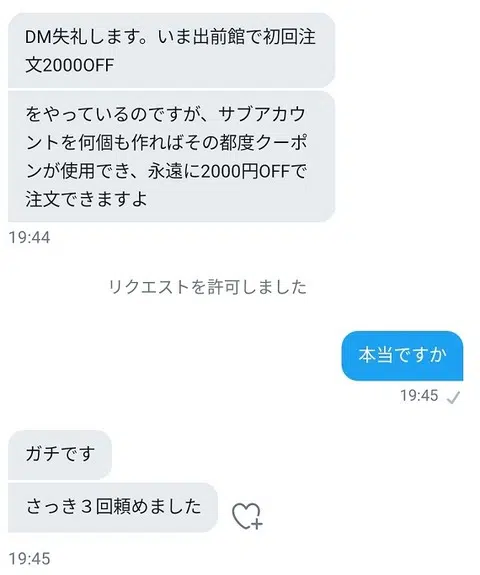 DM失礼します。いま出前館で初回注
文2000OFF
をやっているのですが、サブアカウ
ントを何個も作ればその都度クーポ
ンが使用でき、永遠に2000円OFFで
注文できますよ
19:44
リクエストを許可しました
本当ですか
19:45
ガチです
さっき３回頼めました
19:45